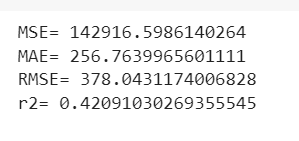 MSE= 142916.5986140264
MAE= 256.7639965601111
RMSE= 378.0431174006828
r2= 0.42091030269355545